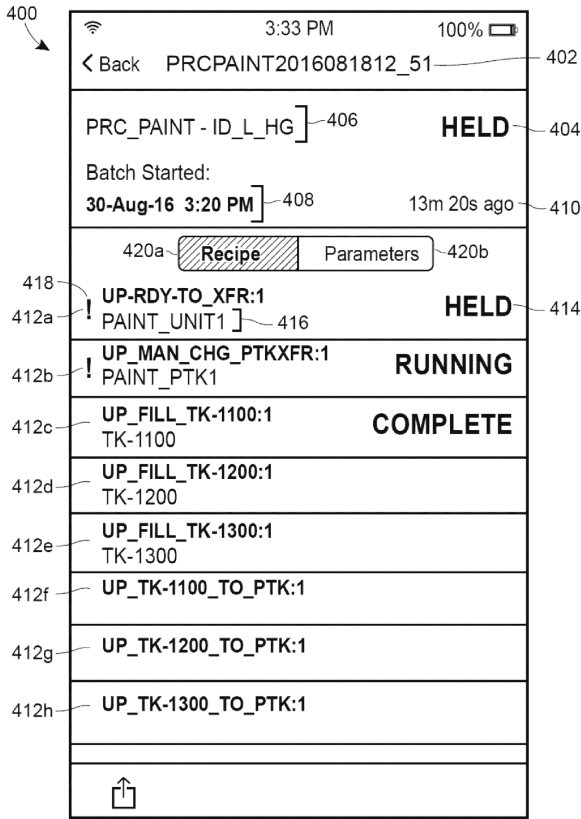 400
3:33 PM 100%
< Back PRCPAINT2016081812_51 402
PRC_PAINT - ID_L_HG 406 HELD 404
Batch Started:
30-Aug-16 3:20 PM 408 13m 20s ago 410
420a Recipe Parameters 420b
418 UP-RDY-TO_XFR:1 HELD 414
412a ! PAINT_UNIT1 416
412b ! UP_MAN_CHG_PTKXFR:1 RUNNING
PAINT_PTK1
412c UP_FILL_TK-1100:1 COMPLETE
TK-1100
412d UP_FILL_TK-1200:1
TK-1200
412e UP_FILL_TK-1300:1
TK-1300
412f UP_TK-1100_TO_PTK:1
412g UP_TK-1200_TO_PTK:1
412h UP_TK-1300_TO_PTK:1